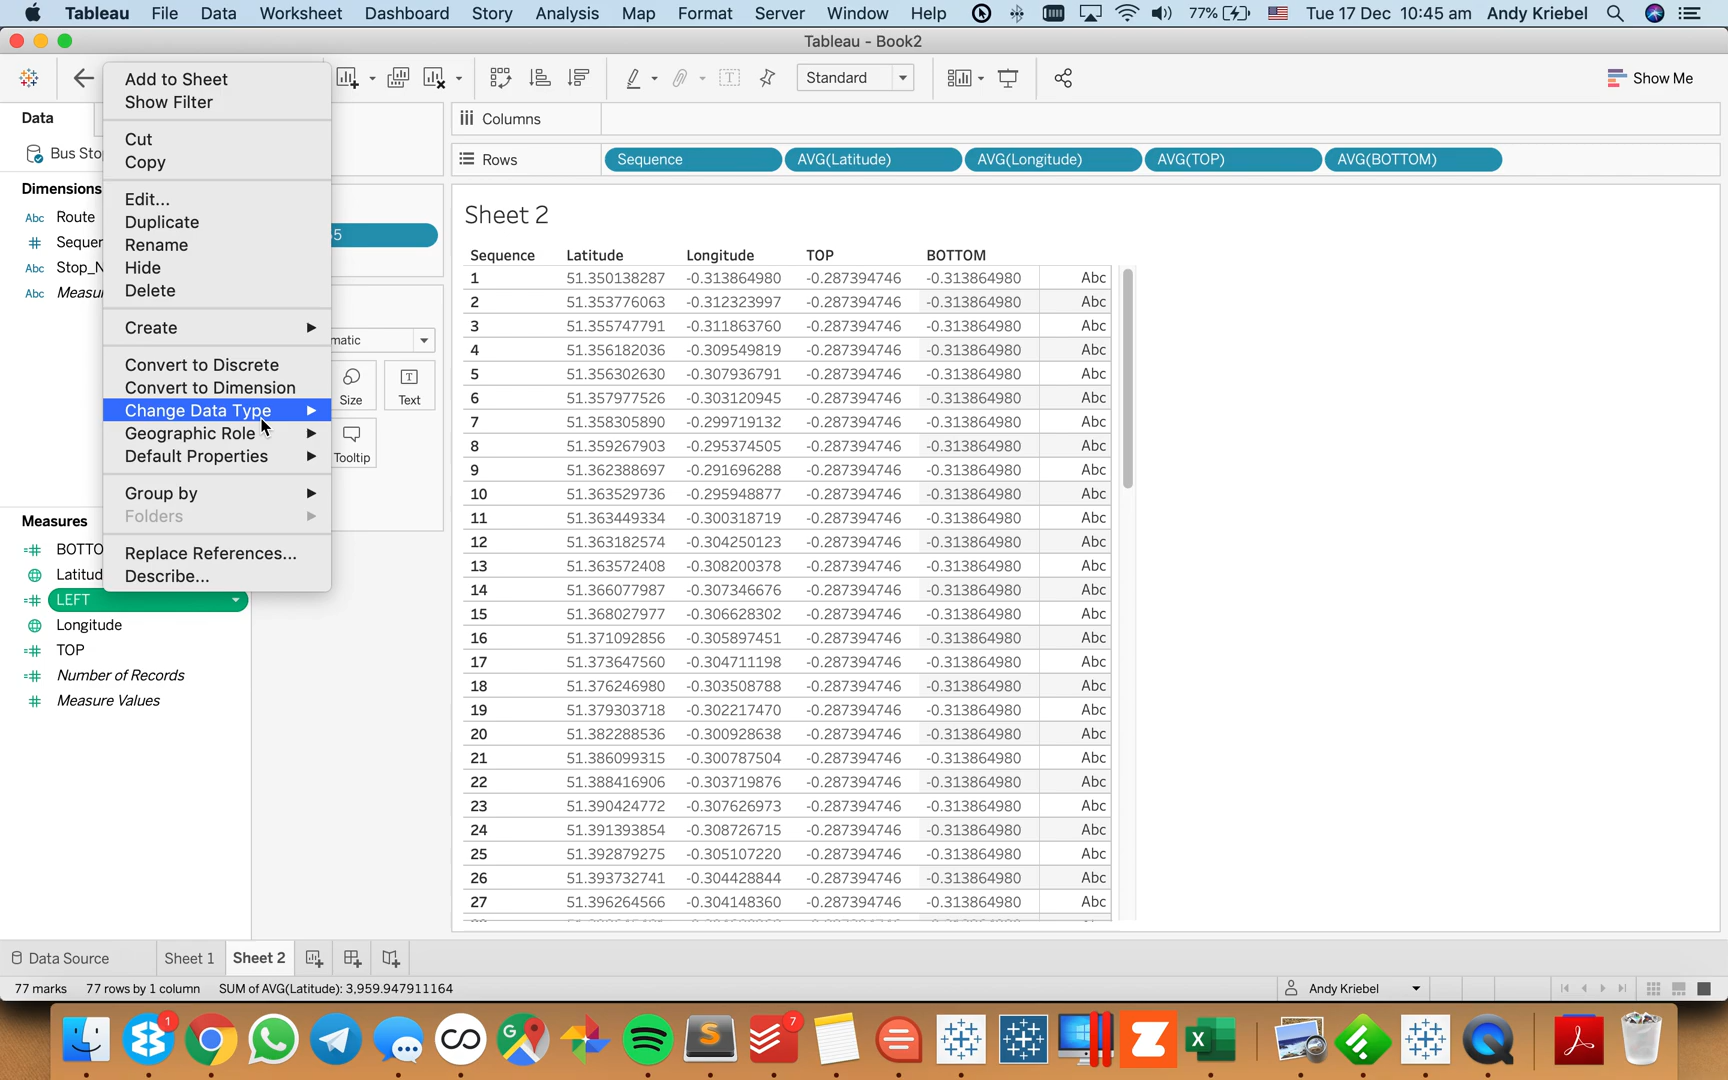 Tableau File Data Worksheet Dashboard Story Analysis Map Format Server Window Help 77% Tue 17 Dec 10:45 am Andy Kriebel
Tableau - Book2
Standard Show Me
Data
Bus Sto
Dimensions
Abc Route
# Sequer
Abc Stop_N
Abc Measu
Add to Sheet
Show Filter
Cut
Copy
Edit...
Duplicate
Rename
Hide
Delete
Create
Convert to Discrete
Convert to Dimension
Change Data Type
Geographic Role
Default Properties
Group by
Folders
Replace References...
Describe...
Measures
BOTTO
Latitud
LEFT
Longitude
TOP
Number of Records
Measure Values
5
matic
Size Text
Tooltip
Columns
Rows Sequence AVG(Latitude) AVG(Longitude) AVG(TOP) AVG(BOTTOM)
Sheet 2
Sequence Latitude Longitude TOP BOTTOM
1 51.350138287 -0.313864980 -0.287394746 -0.313864980 Abc
2 51.353776063 -0.312323997 -0.287394746 -0.313864980 Abc
3 51.355747791 -0.311863760 -0.287394746 -0.313864980 Abc
4 51.356182036 -0.309549819 -0.287394746 -0.313864980 Abc
5 51.356302630 -0.307936791 -0.287394746 -0.313864980 Abc
6 51.357977526 -0.303120945 -0.287394746 -0.313864980 Abc
7 51.358305890 -0.299719132 -0.287394746 -0.313864980 Abc
8 51.359267903 -0.295374505 -0.287394746 -0.313864980 Abc
9 51.362388697 -0.291696288 -0.287394746 -0.313864980 Abc
10 51.363529736 -0.295948877 -0.287394746 -0.313864980 Abc
11 51.363449334 -0.300318719 -0.287394746 -0.313864980 Abc
12 51.363182574 -0.304250123 -0.287394746 -0.313864980 Abc
13 51.363572408 -0.308200378 -0.287394746 -0.313864980 Abc
14 51.366077987 -0.307346676 -0.287394746 -0.313864980 Abc
15 51.368027977 -0.306628302 -0.287394746 -0.313864980 Abc
16 51.371092856 -0.305897451 -0.287394746 -0.313864980 Abc
17 51.373647560 -0.304711198 -0.287394746 -0.313864980 Abc
18 51.376246980 -0.303508788 -0.287394746 -0.313864980 Abc
19 51.379303718 -0.302217470 -0.287394746 -0.313864980 Abc
20 51.382288536 -0.300928638 -0.287394746 -0.313864980 Abc
21 51.386099315 -0.300787504 -0.287394746 -0.313864980 Abc
22 51.388416906 -0.303719876 -0.287394746 -0.313864980 Abc
23 51.390424772 -0.307626973 -0.287394746 -0.313864980 Abc
24 51.391393854 -0.308726715 -0.287394746 -0.313864980 Abc
25 51.392879275 -0.305107220 -0.287394746 -0.313864980 Abc
26 51.393732741 -0.304428844 -0.287394746 -0.313864980 Abc
27 51.396264566 -0.304148360 -0.287394746 -0.313864980 Abc
Data Source Sheet 1 Sheet 2
77 marks 77 rows by 1 column SUM of AVG(Latitude): 3,959.947911164 Andy Kriebel
1 7